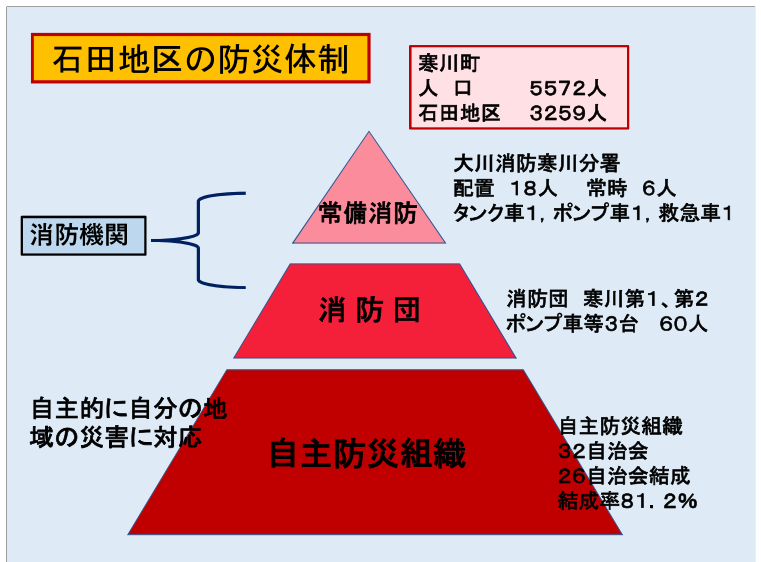 石田地区の防災体制
寒川町
人　口　　　５５７２人
石田地区　３２５９人
大川消防寒川分署
配置　１８人　　常時　６人
タンク車１，ポンプ車１，救急車１
常備消防
消防機関
消防団　寒川第１、第２
ポンプ車等３台　６０人
消 防 団
自主的に自分の地
域の災害に対応
自主防災組織
自主防災組織
３２自治会
２６自治会結成
結成率８１．２％